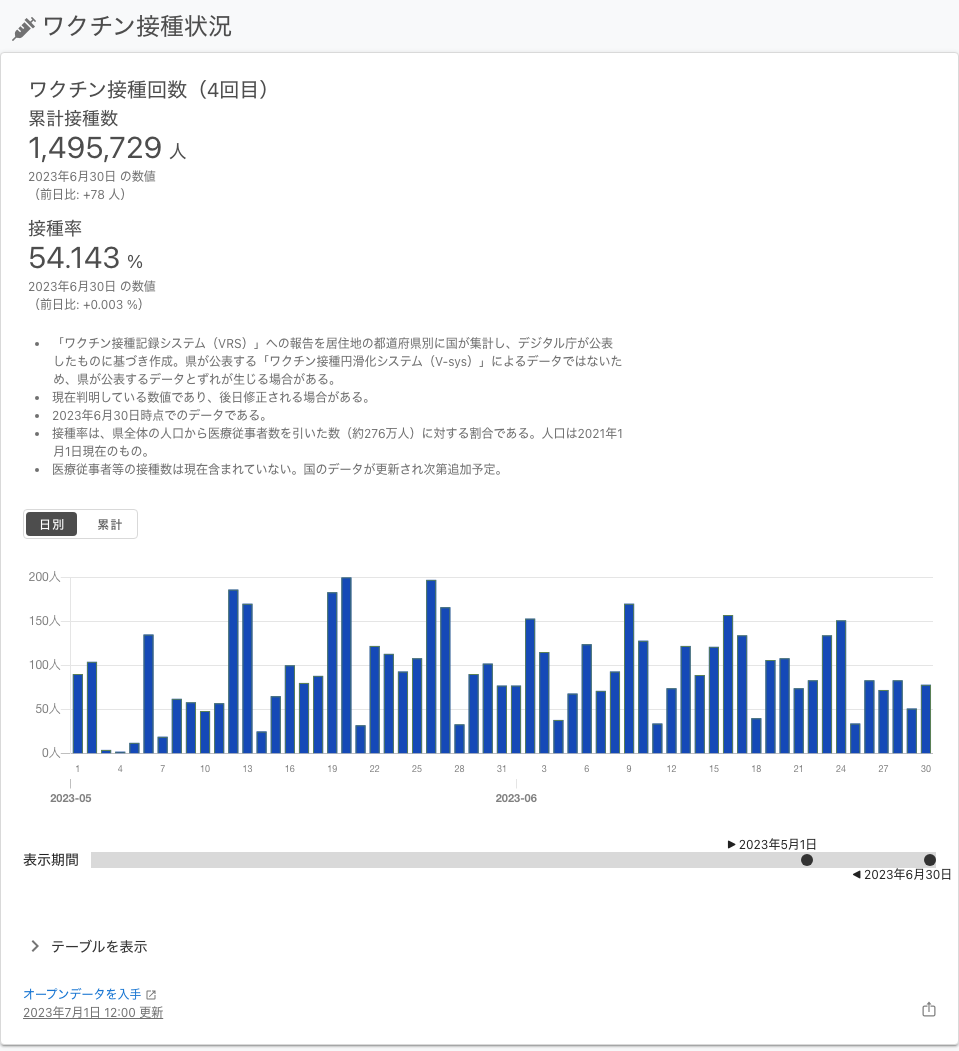 ワクチン接種状況
ワクチン接種回数（4回目）
累計接種数
1,495,729 人
2023年6月30日 の数値
（前日比: +78 人）
接種率
54.143 %
2023年6月30日 の数値
（前日比: +0.003 %）
• 「ワクチン接種記録システム（VRS）」への報告を居住地の都道府県別に国が集計し、デジタル庁が公表
したものに基づき作成。県が公表する「ワクチン接種円滑化システム（V-sys）」によるデータではないた
め、県が公表するデータとずれが生じる場合がある。
• 現在判明している数値であり、後日修正される場合がある。
• 2023年6月30日時点でのデータである。
• 接種率は、県全体の人口から医療従事者数を引いた数（約276万人）に対する割合である。人口は2021年1
月1日現在のもの。
• 医療従事者等の接種数は現在含まれていない。国のデータが更新され次第追加予定。
日別 累計
200人
150人
100人
50人
0人
1 4 7 10 13 16 19 22 25 28 31 3 6 9 12 15 18 21 24 27 30
2023-05 2023-06
▶ 2023年5月1日
表示期間
◀ 2023年6月30日
テーブルを表示
オープンデータを入手
2023年7月1日 12:00 更新